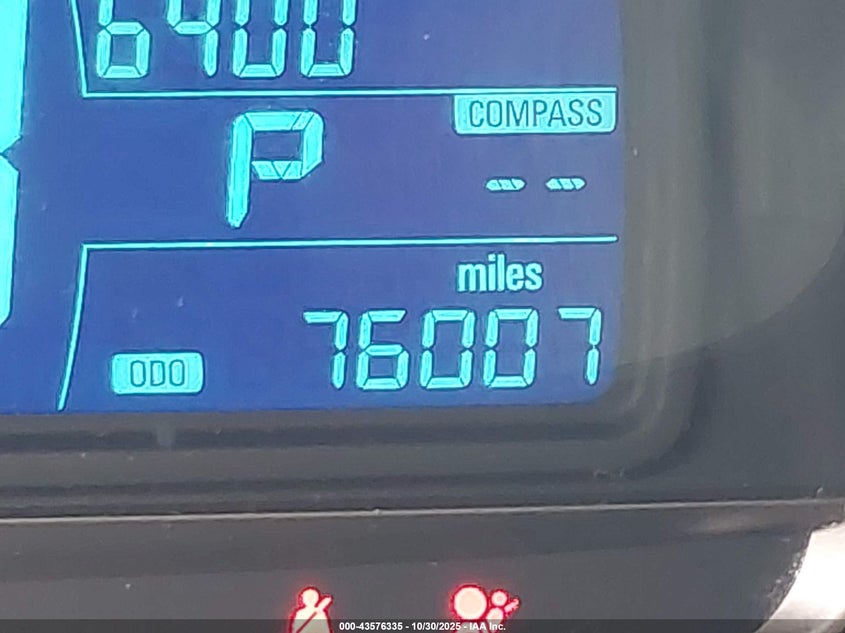 6400
COMPASS
P
-- --
miles
ODO 76007
000-43576335 - 10/30/2025 - IAA Inc.